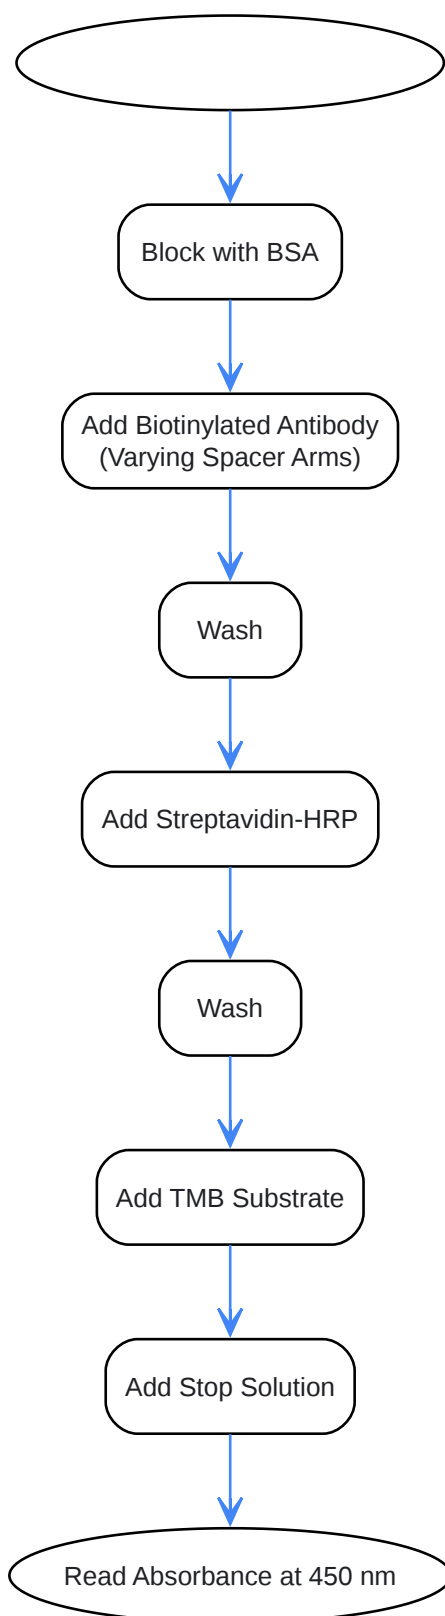 Block with BSA
Add Biotinylated Antibody
(Varying Spacer Arms)
Wash
Add Streptavidin-HRP
Wash
Add TMB Substrate
Add Stop Solution
Read Absorbance at 450 nm